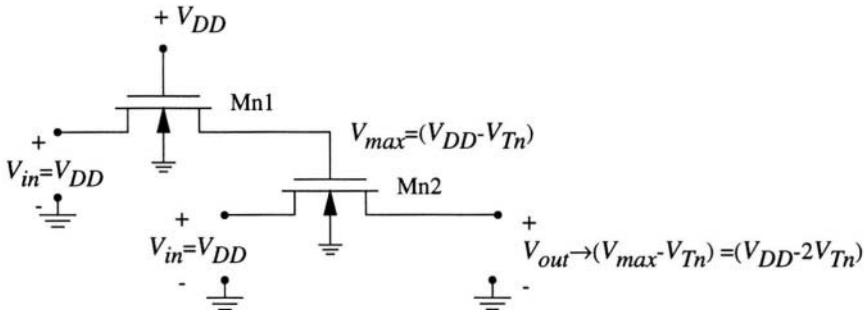 + V_DD
Mn1
+
V_in=V_DD
-
V_max=(V_DD-V_Tn)
Mn2
+
V_in=V_DD
-
+
V_out→(V_max-V_Tn) =(V_DD-2V_Tn)
-